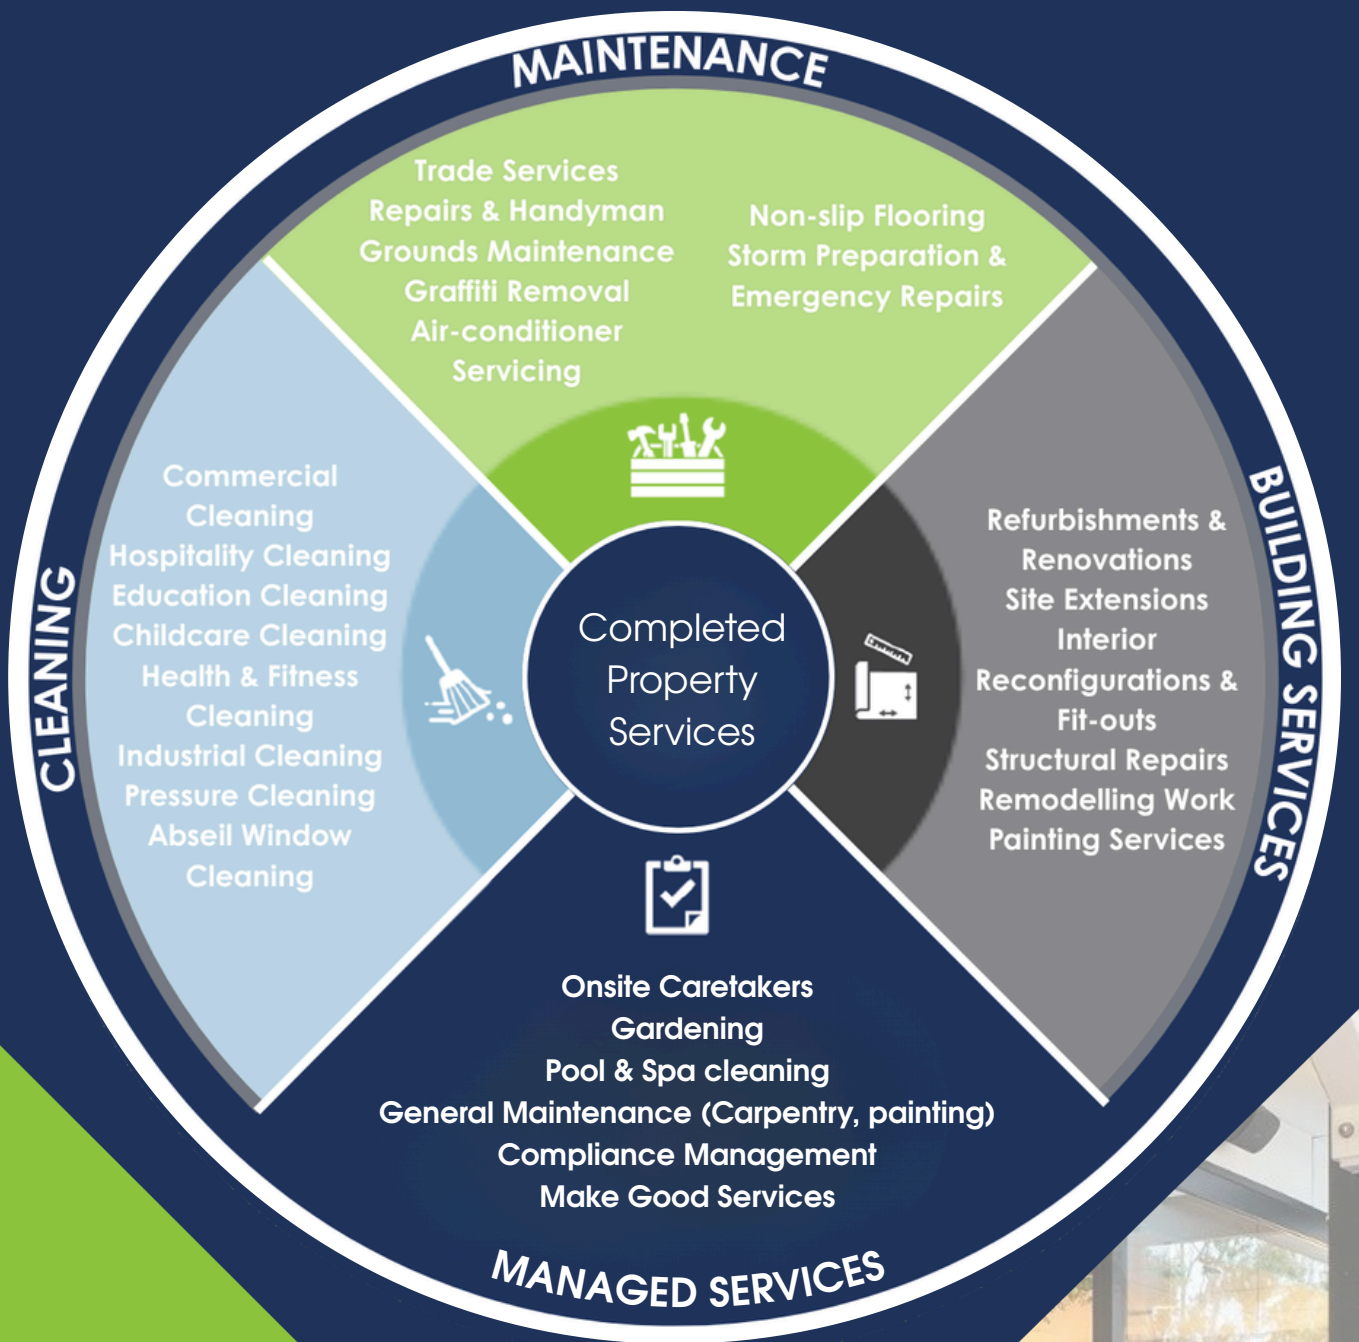 MAINTENANCE
Trade Services
Repairs & Handyman
Grounds Maintenance
Graffiti Removal
Air-conditioner
Servicing
Non-slip Flooring
Storm Preparation &
Emergency Repairs
CLEANING
Commercial
Cleaning
Hospitality Cleaning
Education Cleaning
Childcare Cleaning
Health & Fitness
Cleaning
Industrial Cleaning
Pressure Cleaning
Abseil Window
Cleaning
Completed
Property
Services
BUILDING SERVICES
Refurbishments &
Renovations
Site Extensions
Interior
Reconfigurations &
Fit-outs
Structural Repairs
Remodelling Work
Painting Services
Onsite Caretakers
Gardening
Pool & Spa cleaning
General Maintenance (Carpentry, painting)
Compliance Management
Make Good Services
MANAGED SERVICES